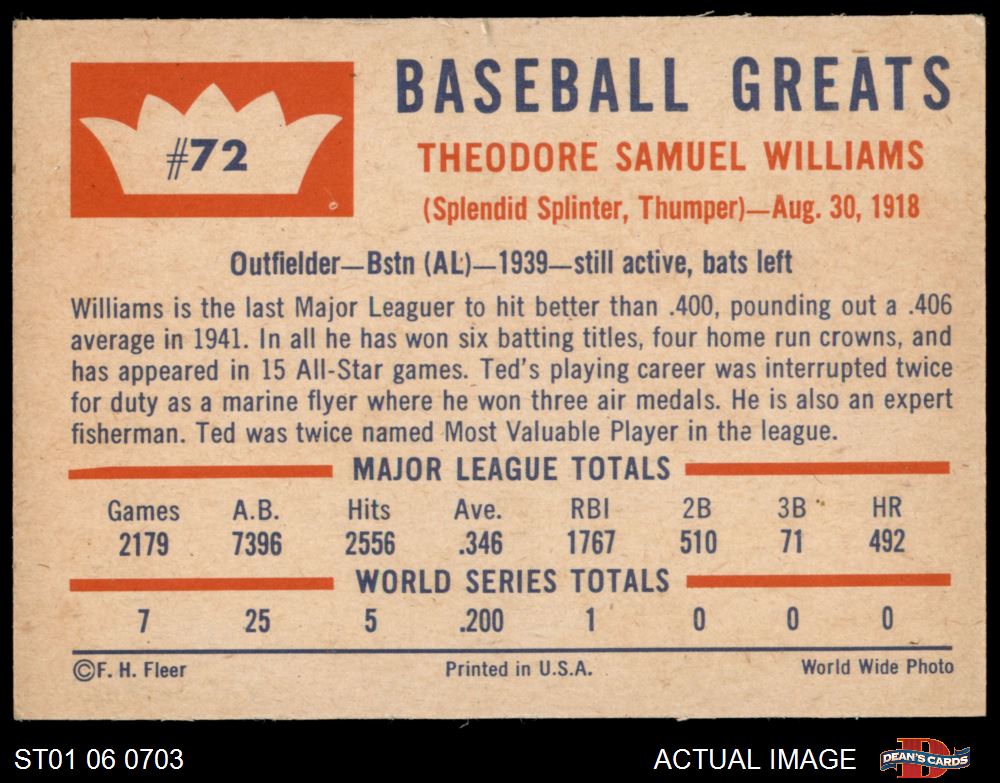 #72
BASEBALL GREATS
THEODORE SAMUEL WILLIAMS
(Splendid Splinter, Thumper)—Aug. 30, 1918
Outfielder—Bstn (AL)—1939—still active, bats left
Williams is the last Major Leaguer to hit better than .400, pounding out a .406
average in 1941. In all he has won six batting titles, four home run crowns, and
has appeared in 15 All-Star games. Ted's playing career was interrupted twice
for duty as a marine flyer where he won three air medals. He is also an expert
fisherman. Ted was twice named Most Valuable Player in the league.
MAJOR LEAGUE TOTALS
Games A.B. Hits Ave. RBI 2B 3B HR
2179 7396 2556 .346 1767 510 71 492
WORLD SERIES TOTALS
7 25 5 .200 1 0 0 0
©F. H. Fleer Printed in U.S.A. World Wide Photo
ST01 06 0703 ACTUAL IMAGE D DEAN'S CARDS